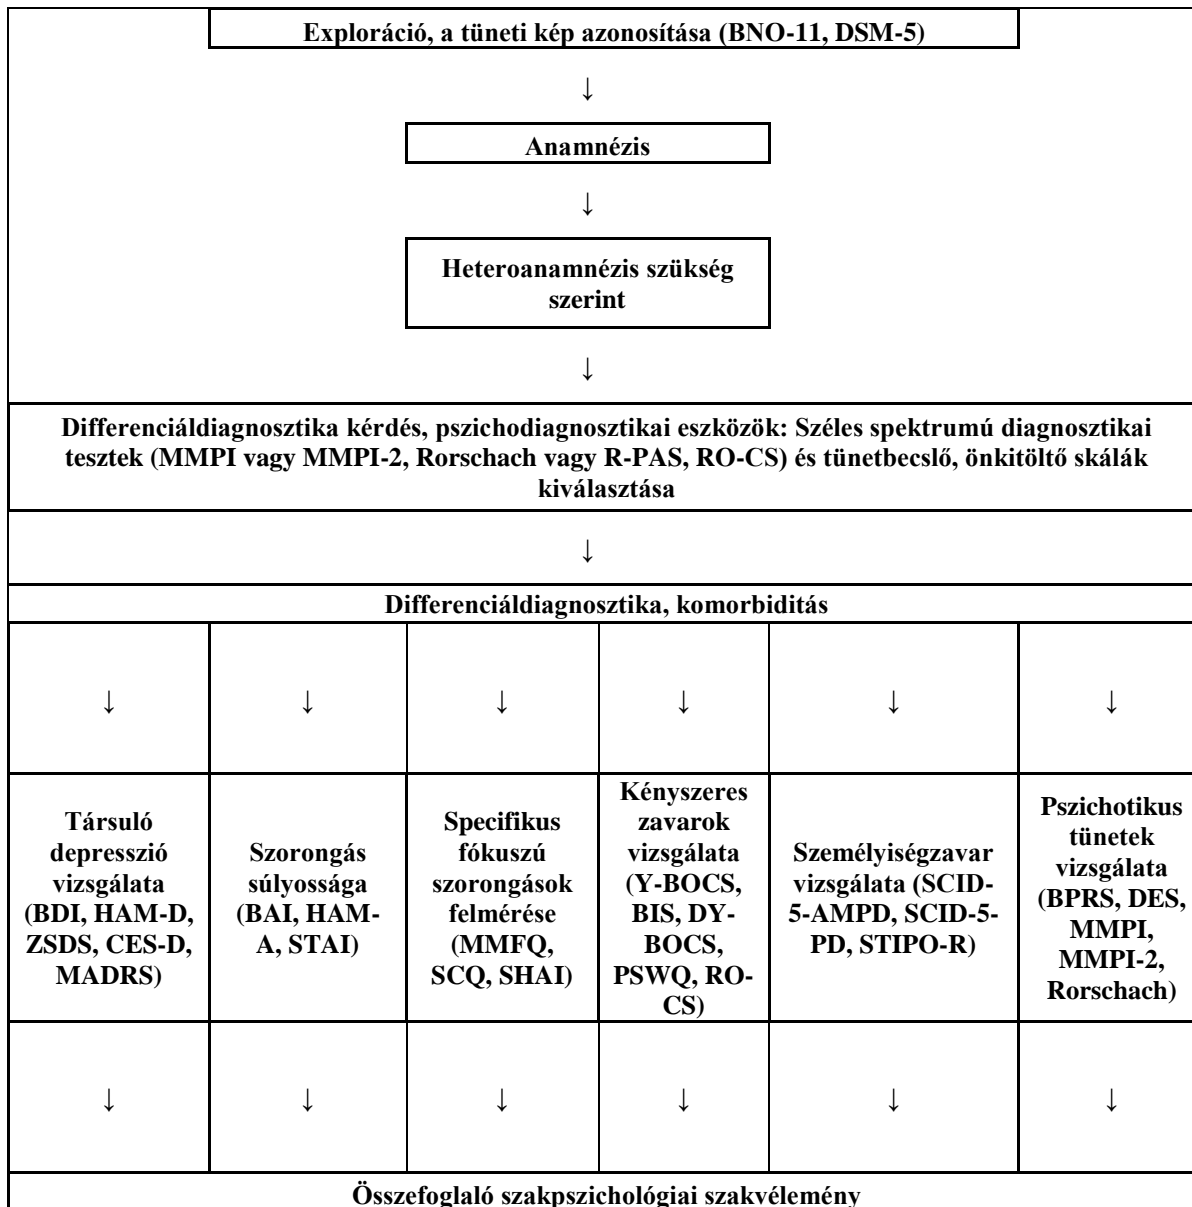 Exploráció, a tüneti kép azonosítása (BNO-11, DSM-5)
↓
Anamnézis
↓
Heteroanamnézis szükség
szerint
↓
Differenciáldiagnosztika kérdés, pszichodiagnosztikai eszközök: Széles spektrumú diagnosztikai
tesztek (MMPI vagy MMPI-2, Rorschach vagy R-PAS, RO-CS) és tünetbecslő, önkitöltő skálák
kiválasztása
↓
Differenciáldiagnosztika, komorbiditás
↓ ↓ ↓ ↓ ↓ ↓
Társuló
depresszió
vizsgálata
(BDI, HAM-D,
ZSDS, CES-D,
MADRS)
Szorongás
súlyossága
(BAI, HAM-
A, STAI)
Specifikus
fókuszú
szorongások
felmérése
(MMFQ,
SCQ, SHAI)
Kényszeres
zavarok
vizsgálata
(Y-BOCS,
BIS, DY-
BOCS,
PSWQ, RO-
CS)
Személyiségzavar
vizsgálata (SCID-
5-AMPD, SCID-5-
PD, STIPO-R)
Pszichotikus
tünetek
vizsgálata
(BPRS, DES,
MMPI,
MMPI-2,
Rorschach)
↓ ↓ ↓ ↓ ↓ ↓
Összefoglaló szakpszichológiai szakvélemény